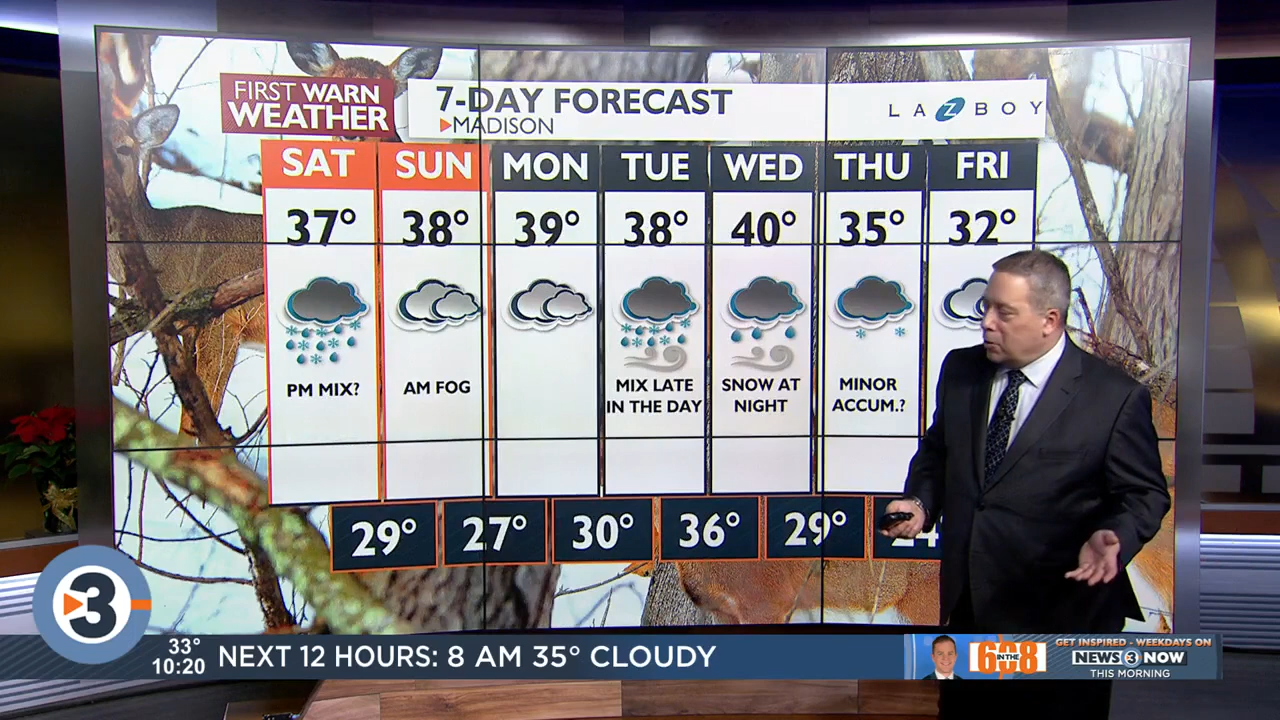 FIRST WARN
WEATHER
7-DAY FORECAST
MADISON
LA Z BOY
SAT SUN MON TUE WED THU FRI
37° 38° 39° 38° 40° 35° 32°
PM MIX?
AM FOG
MIX LATE
IN THE DAY
SNOW AT
NIGHT
MINOR
ACCUM.?
29° 27° 30° 36° 29° 24
3
33°
10:20
NEXT 12 HOURS: 8 AM 35° CLOUDY
608
IN THE
GET INSPIRED - WEEKDAYS ON
NEWS 3 NOW
THIS MORNING